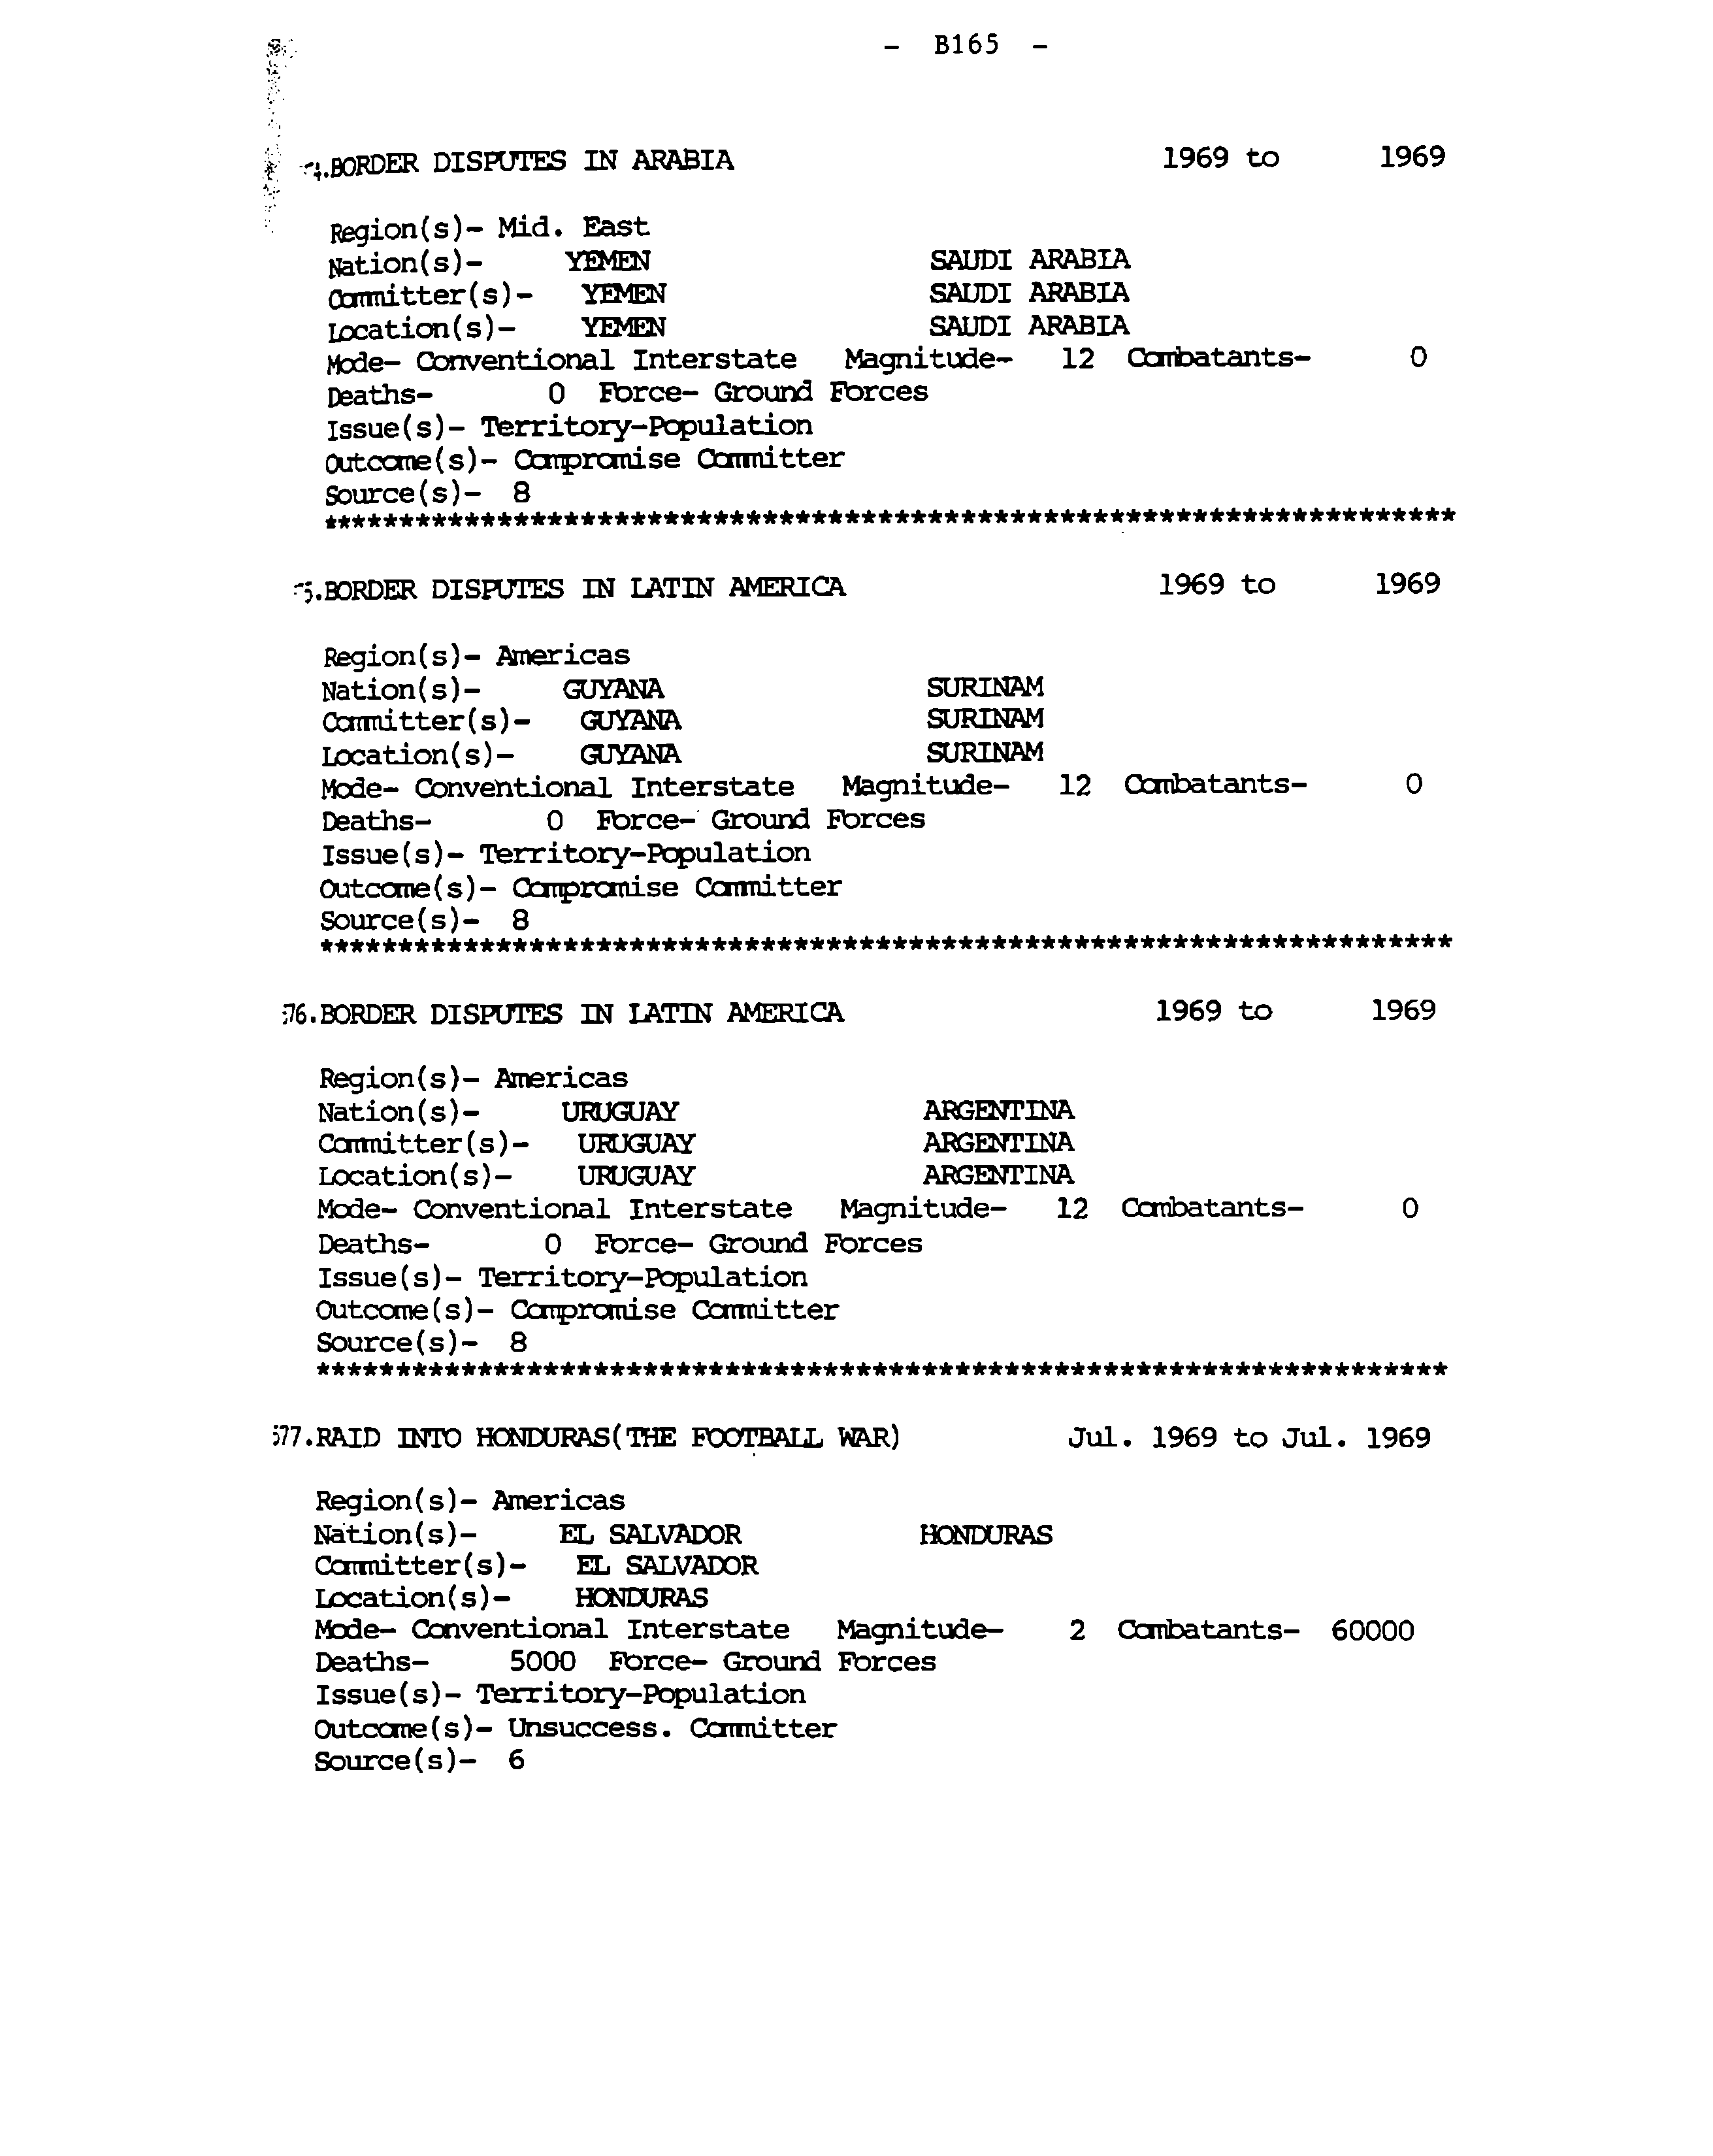 - B165 -
4.BORDER DISPUTES IN ARABIA 1969 to 1969
Region(s)- Mid. East
Nation(s)- YEMEN SAUDI ARABIA
Committer(s)- YEMEN SAUDI ARABIA
Location(s)- YEMEN SAUDI ARABIA
Mode- Conventional Interstate Magnitude- 12 Combatants- 0
Deaths- 0 Force- Ground Forces
Issue(s)- Territory-Population
Outcome(s)- Compromise Committer
Source(s)- 8
*********************************************************************
5.BORDER DISPUTES IN LATIN AMERICA 1969 to 1969
Region(s)- Americas
Nation(s)- GUYANA SURINAM
Committer(s)- GUYANA SURINAM
Location(s)- GUYANA SURINAM
Mode- Conventional Interstate Magnitude- 12 Combatants- 0
Deaths- 0 Force- Ground Forces
Issue(s)- Territory-Population
Outcome(s)- Compromise Committer
Source(s)- 8
*********************************************************************
76.BORDER DISPUTES IN LATIN AMERICA 1969 to 1969
Region(s)- Americas
Nation(s)- URUGUAY ARGENTINA
Committer(s)- URUGUAY ARGENTINA
Location(s)- URUGUAY ARGENTINA
Mode- Conventional Interstate Magnitude- 12 Combatants- 0
Deaths- 0 Force- Ground Forces
Issue(s)- Territory-Population
Outcome(s)- Compromise Committer
Source(s)- 8
*********************************************************************
577.RAID INTO HONDURAS(THE FOOTBALL WAR) Jul. 1969 to Jul. 1969
Region(s)- Americas
Nation(s)- EL SALVADOR HONDURAS
Committer(s)- EL SALVADOR
Location(s)- HONDURAS
Mode- Conventional Interstate Magnitude- 2 Combatants- 60000
Deaths- 5000 Force- Ground Forces
Issue(s)- Territory-Population
Outcome(s)- Unsuccess. Committer
Source(s)- 6